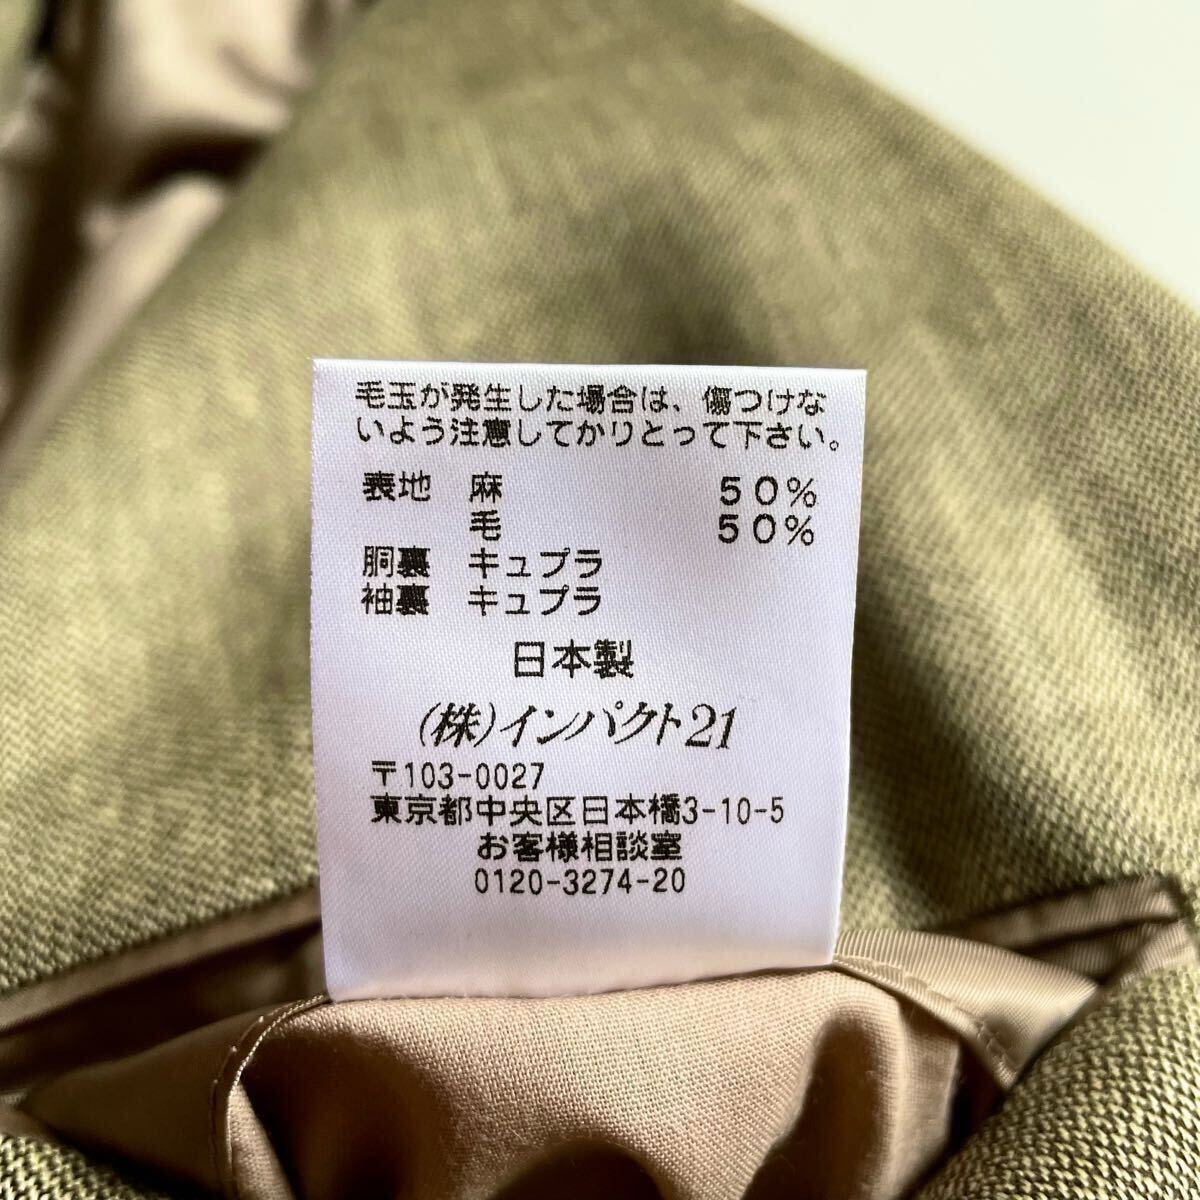 毛玉が発生した場合は、傷つけな
いよう注意してかりとって下さい。
表地 麻 50%
毛 50%
胴裏 キュプラ
袖裏 キュプラ
日本製
(株)インパクト21
〒103-0027
東京都中央区日本橋3-10-5
お客様相談室
0120-3274-20